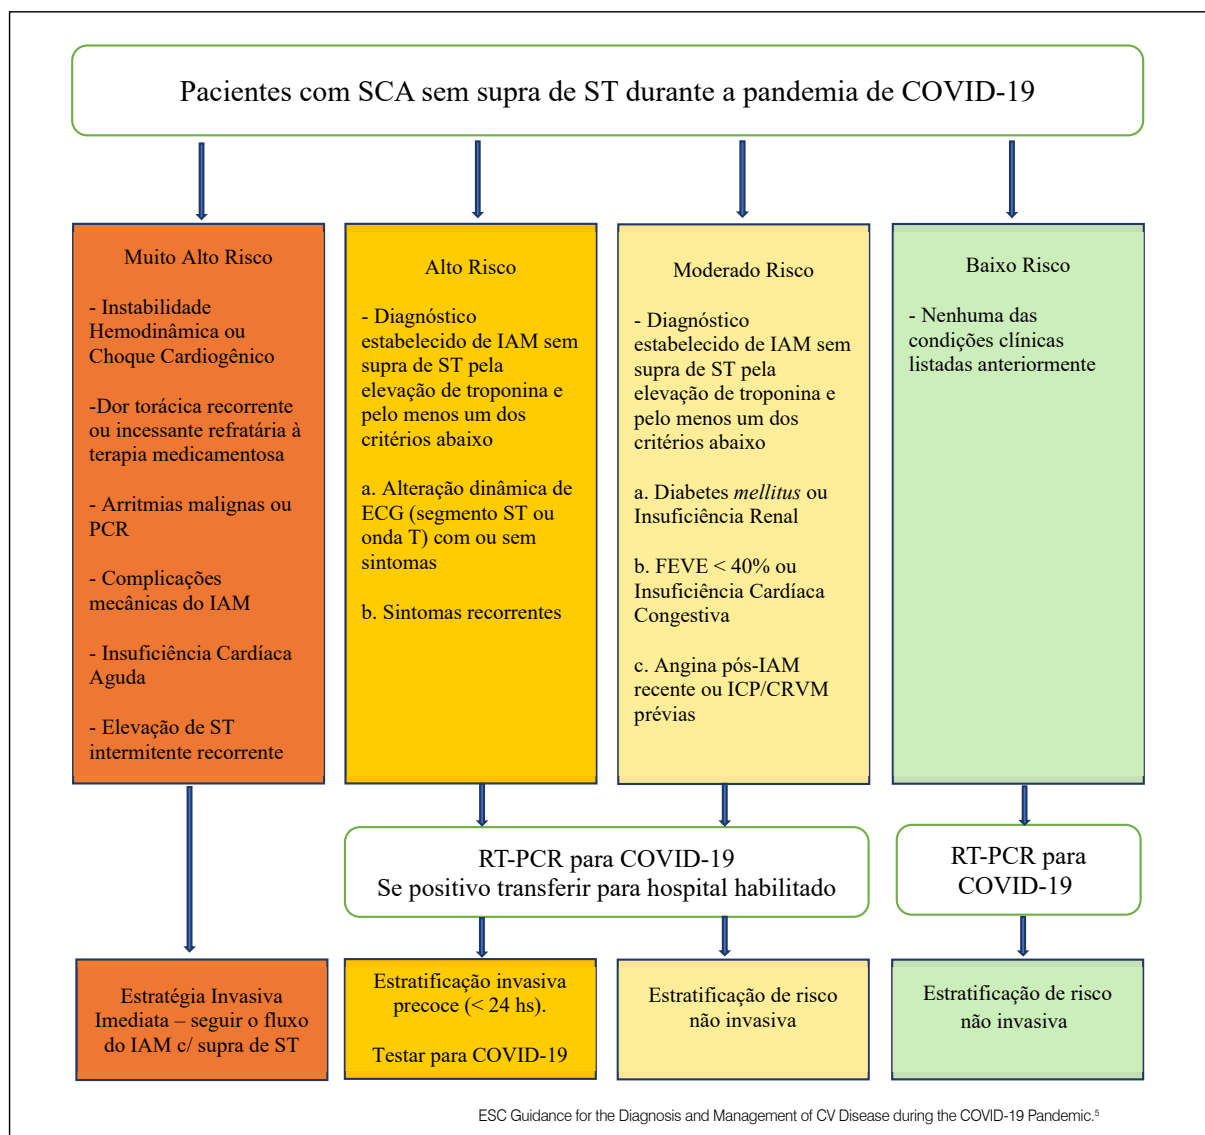 Pacientes com SCA sem supra de ST durante a pandemia de COVID-19
Muito Alto Risco
- Instabilidade
Hemodinâmica ou
Choque Cardiogênico
-Dor torácica recorrente
ou incessante refratária à
terapia medicamentosa
- Arritmias malignas ou
PCR
- Complicações
mecânicas do IAM
- Insuficiência Cardíaca
Aguda
- Elevação de ST
intermitente recorrente
Alto Risco
- Diagnóstico
estabelecido de IAM sem
supra de ST pela
elevação de troponina e
pelo menos um dos
critérios abaixo
a. Alteração dinâmica de
ECG (segmento ST ou
onda T) com ou sem
sintomas
b. Sintomas recorrentes
Moderado Risco
- Diagnóstico
estabelecido de IAM sem
supra de ST pela
elevação de troponina e
pelo menos um dos
critérios abaixo
a. Diabetes mellitus ou
Insuficiência Renal
b. FEVE < 40% ou
Insuficiência Cardíaca
Congestiva
c. Angina pós-IAM
recente ou ICP/CRVM
prévias
Baixo Risco
- Nenhuma das
condições clínicas
listadas anteriormente
RT-PCR para COVID-19
Se positivo transferir para hospital habilitado
RT-PCR para
COVID-19
Estratégia Invasiva
Imediata – seguir o fluxo
do IAM c/ supra de ST
Estratificação invasiva
precoce (< 24 hs).
Testar para COVID-19
Estratificação de risco
não invasiva
Estratificação de risco
não invasiva
ESC Guidance for the Diagnosis and Management of CV Disease during the COVID-19 Pandemic.⁵